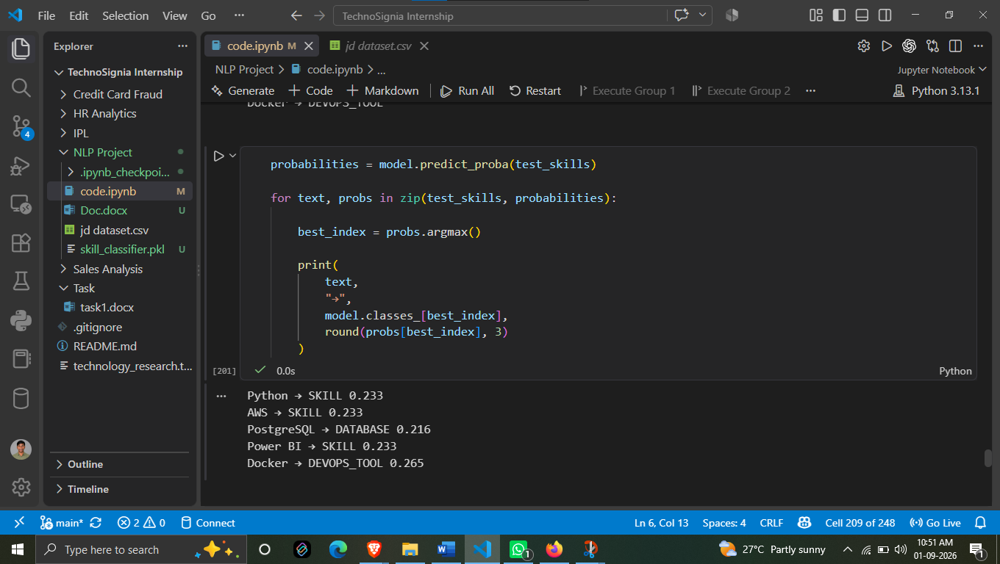 File Edit Selection View Go ··· TechnoSignia Internship
Explorer ···
TechnoSignia Internship
Credit Card Fraud
HR Analytics
IPL
NLP Project
.ipynb_checkpoi...
code.ipynb M
Doc.docx U
jd dataset.csv
skill_classifier.pkl U
Sales Analysis
Task
task1.docx
.gitignore
README.md
technology_research.t...
Outline
Timeline
4
code.ipynb M
jd dataset.csv
NLP Project > code.ipynb > ...
Jupyter Notebook
Generate + Code + Markdown Run All Restart Execute Group 1 Execute Group 2 ···
Python 3.13.1
Docker → DEVOPS_TOOL
probabilities = model.predict_proba(test_skills)
for text, probs in zip(test_skills, probabilities):
best_index = probs.argmax()
print(
text,
"→",
model.classes_[best_index],
round(probs[best_index], 3)
)
[201] 0.0s Python
··· Python → SKILL 0.233
AWS → SKILL 0.233
PostgreSQL → DATABASE 0.216
Power BI → SKILL 0.233
Docker → DEVOPS_TOOL 0.265
main* 2 0 Connect Ln 6, Col 13 Spaces: 4 CRLF Cell 209 of 248 Go Live
Type here to search
1
27°C Partly sunny
10:51 AM
01-09-2026
1